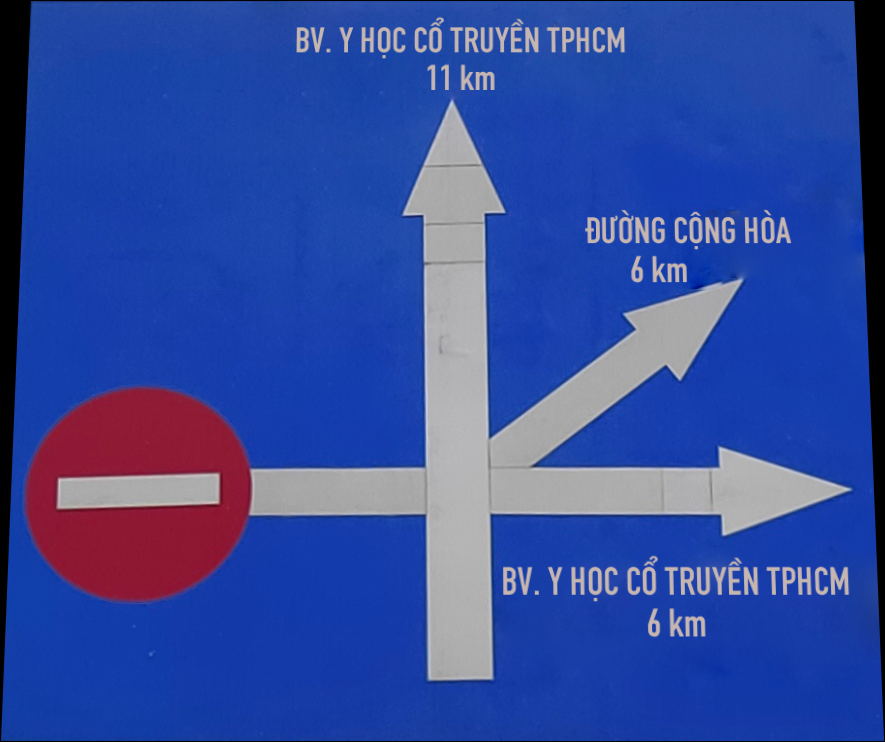 BV. Y HỌC CỔ TRUYỀN TPHCM
11 km
ĐƯỜNG CỘNG HÒA
6 km
BV. Y HỌC CỔ TRUYỀN TPHCM
6 km